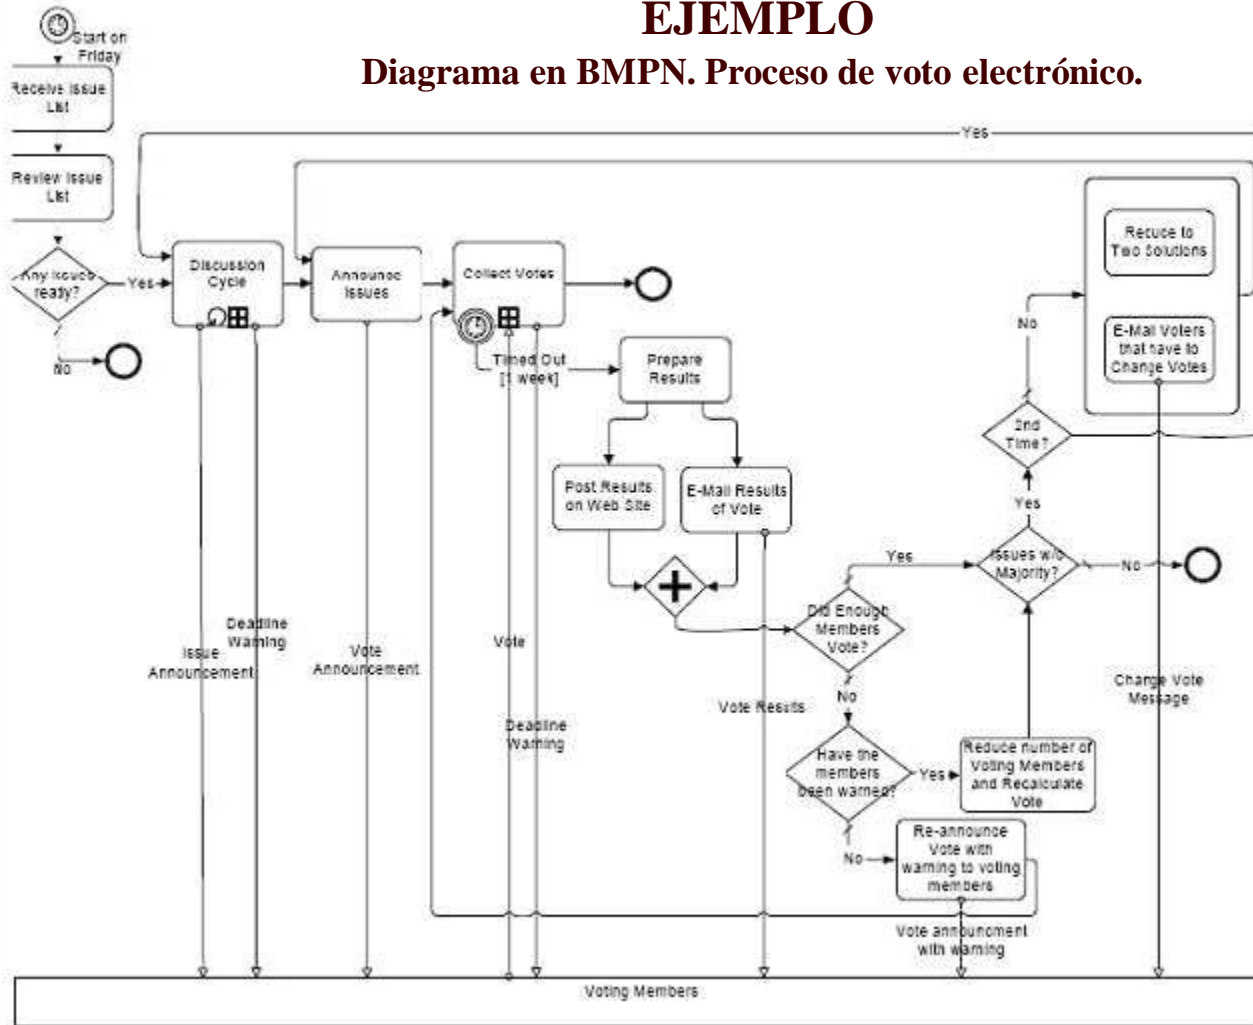 EJEMPLO
Diagrama en BMPN. Proceso de voto electrónico.
Start on
Friday
Receive Issue
List
Review Issue
List
Any issues
ready?
Yes
No
Discussion
Cycle
Announce
Issues
Collect Votes
Timed Out
[1 week]
Prepare
Results
Post Results
on Web Site
E-Mail Results
of Vote
Did Enough
Members
Vote?
Yes
No
Have the
members
been warned?
Yes
No
Reduce number of
Voting Members
and Recalculate
Vote
Re-announce
Vote with
warning to voting
members
Issues w/o
Majority?
No
Yes
2nd
Time?
No
Yes
Recuce to
Two Solutions
E-Mail Voters
that have to
Change Votes
Issue
Announcement
Deadline
Warning
Vote
Announcement
Vote
Deadline
Warning
Vote Results
Vote announcment
with warning
Change Vote
Message
Voting Members